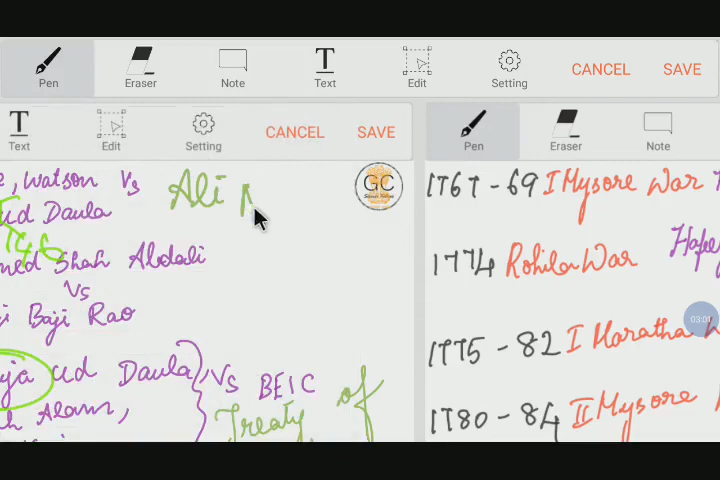 Pen Eraser Note Text Edit Setting CANCEL SAVE
Text Edit Setting CANCEL SAVE
Pen Eraser Note
Watson Vs
ud Daula
Ali
Shah Abdali
Vs
Baji Rao
ud Daula Vs BEIC
Alam,
Treaty of
GC
1767 - 69 I Mysore War
1774 Rohila War
03:01
1775 - 82 I Maratha
1780 - 84 II Mysore